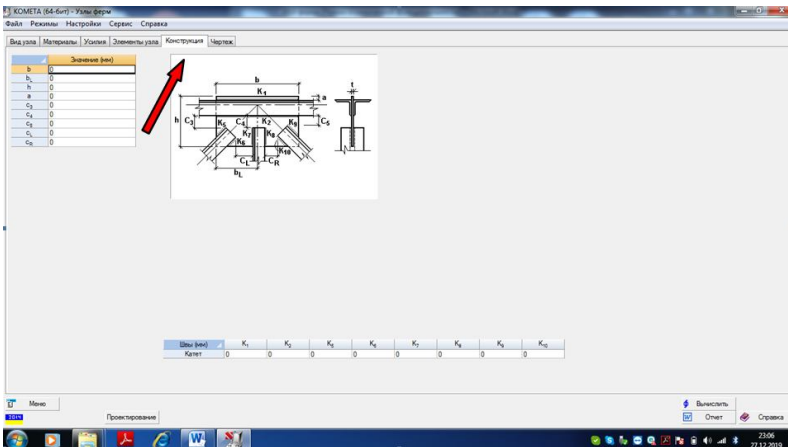 КОМЕТА (64-бит) - Узлы ферм
Файл Режимы Настройки Сервис Справка
Вид узла Материалы Усилия Элементы узла Конструкция Чертеж
Значение (мм)
b 0
bL 0
h 0
a 0
c3 0
c4 0
c5 0
cL 0
cR 0
b
K1
a
t
h
C3
K5
C4
K2
K9
C5
K7
K8
K6
K10
CL
CR
bL
Швы (мм) K1 K2 K5 K6 K7 K8 K9 K10
Катет 0 0 0 0 0 0 0 0
Меню
Вычислить
Проектирование
Отчет
Справка
23:06
27.12.2019